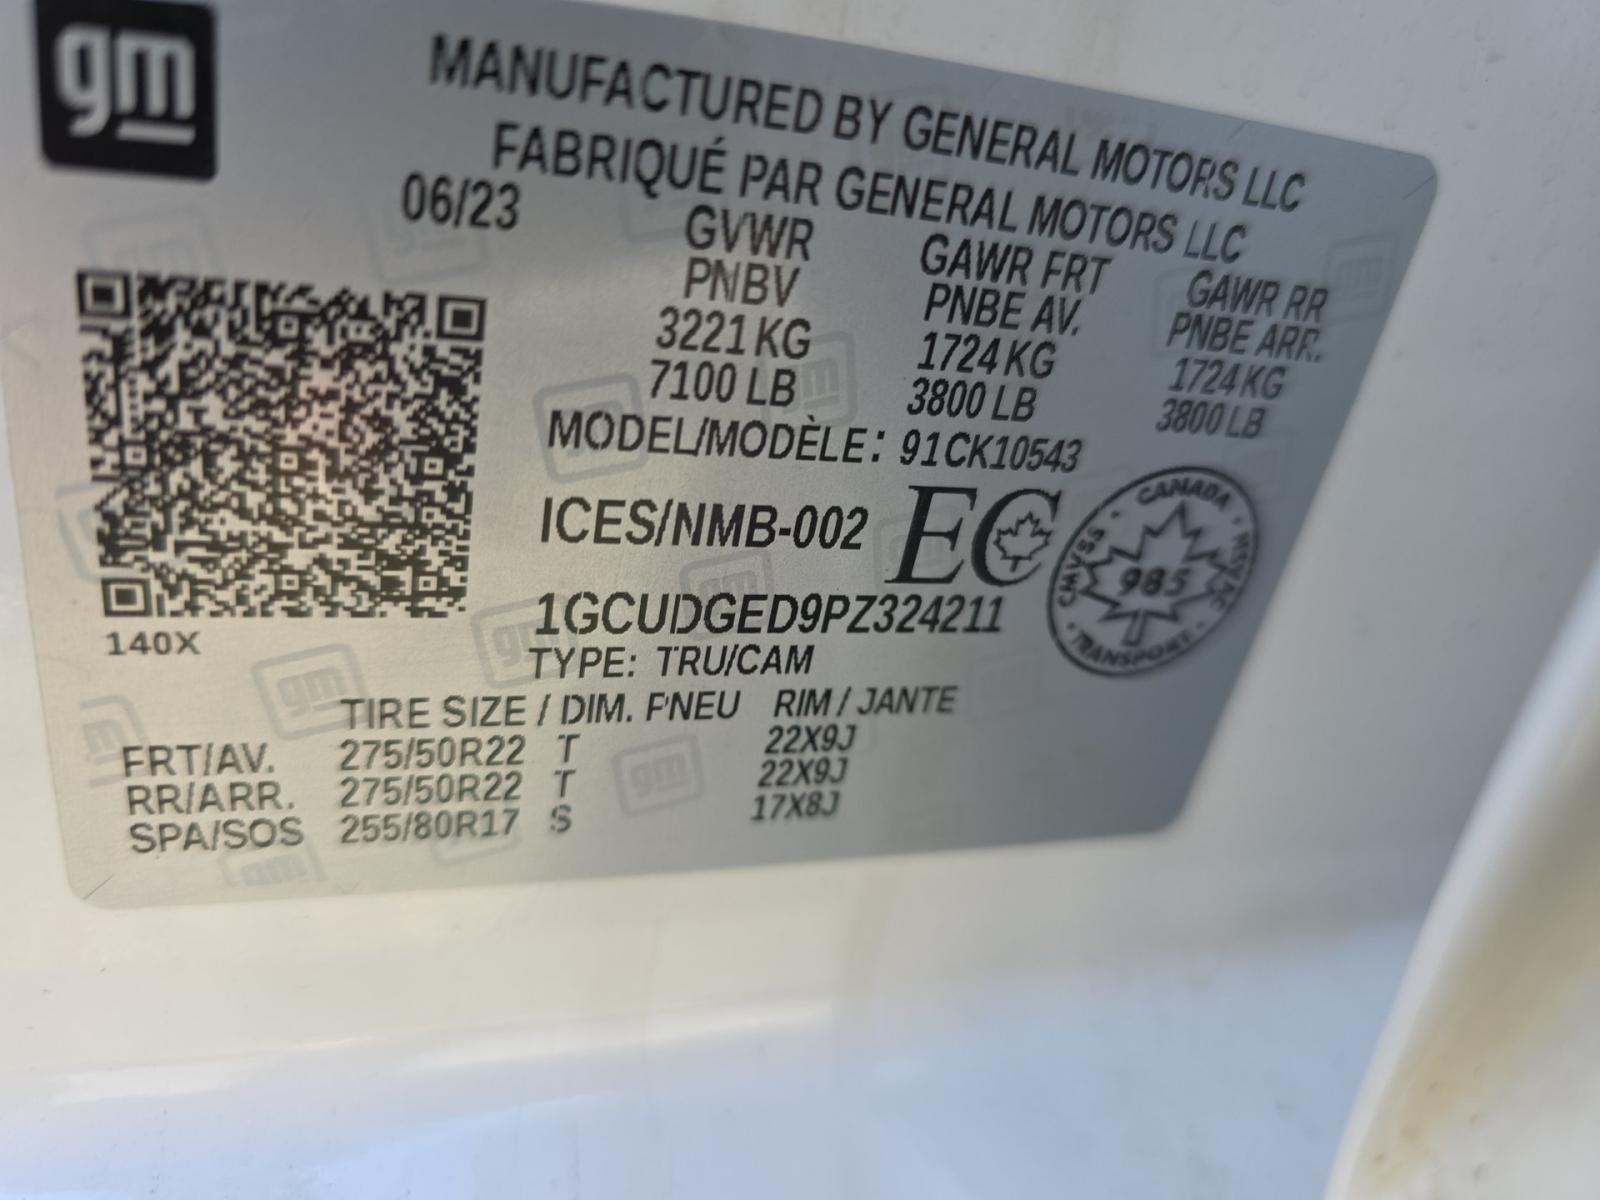 gm
MANUFACTURED BY GENERAL MOTORS LLC
FABRIQUÉ PAR GENERAL MOTORS LLC
06/23
GVWR GAWR FRT GAWR RR
PNBV PNBE AV. PNBE ARR.
3221 KG 1724 KG 1724 KG
7100 LB 3800 LB 3800 LB
MODEL/MODÈLE: 91CK10543
ICES/NMB-002 EC
CANADA CMVSS NSVAC 985 TRANSPORT
1GCUDGED9PZ324211
140X
TYPE: TRU/CAM
TIRE SIZE / DIM. PNEU RIM / JANTE
FRT/AV. 275/50R22 T 22X9J
RR/ARR. 275/50R22 T 22X9J
SPA/SOS 255/80R17 S 17X8J